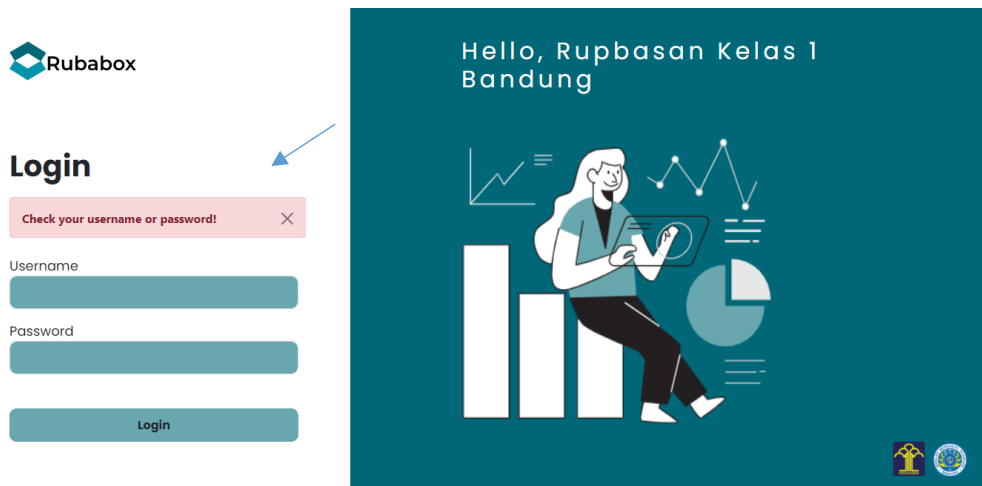 Rubabox
Login
Check your username or password!
Username
Password
Login
Hello, Rupbasan Kelas 1
Bandung